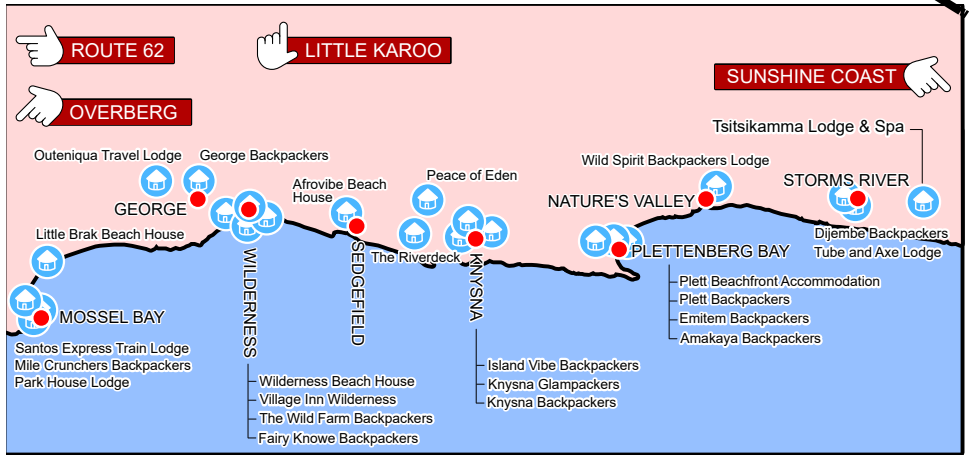 ROUTE 62
LITTLE KAROO
SUNSHINE COAST
OVERBERG
Tsitsikamma Lodge & Spa
Outeniqua Travel Lodge
George Backpackers
Wild Spirit Backpackers Lodge
Peace of Eden
Afrovibe Beach
House
STORMS RIVER
NATURE'S VALLEY
GEORGE
Little Brak Beach House
Dijembe Backpackers
Tube and Axe Lodge
The Riverdeck
PLETTENBERG BAY
WILDERNESS
SEDGEFIELD
KNYSNA
Plett Beachfront Accommodation
Plett Backpackers
Emitem Backpackers
Amakaya Backpackers
MOSSEL BAY
Santos Express Train Lodge
Mile Crunchers Backpackers
Park House Lodge
Island Vibe Backpackers
Knysna Glampackers
Knysna Backpackers
Wilderness Beach House
Village Inn Wilderness
The Wild Farm Backpackers
Fairy Knowe Backpackers